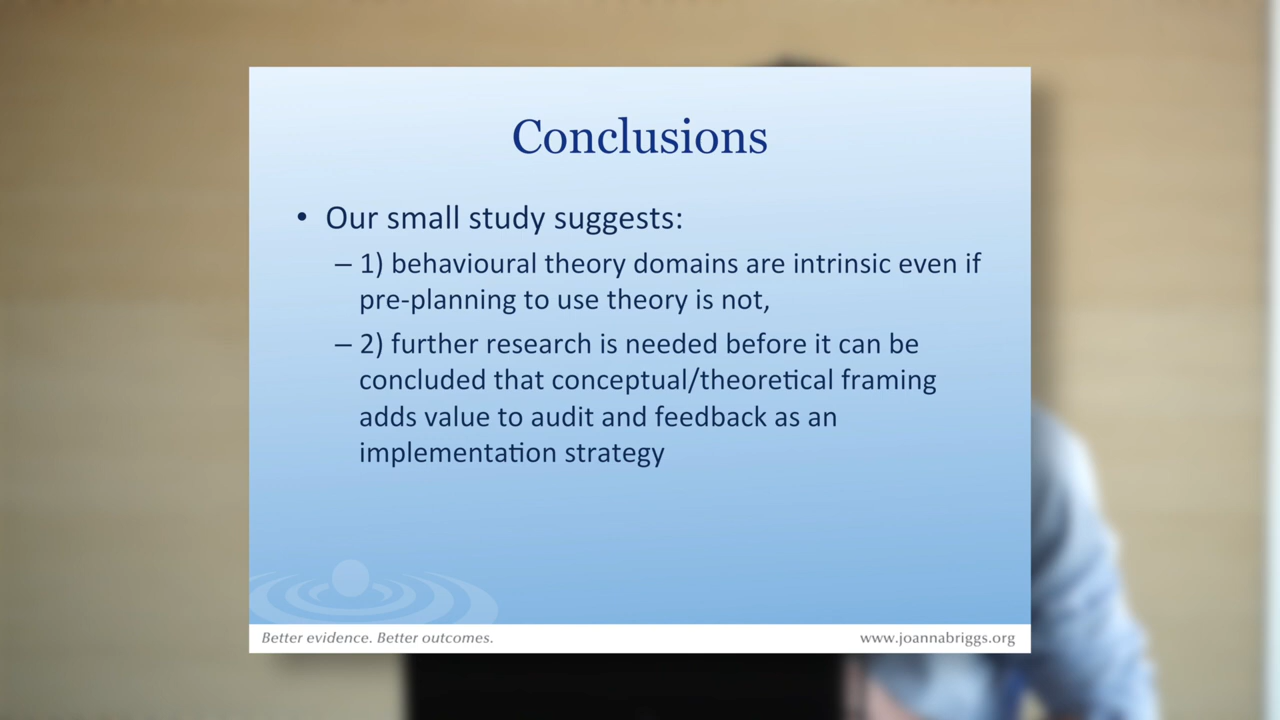 Conclusions
• Our small study suggests:
– 1) behavioural theory domains are intrinsic even if
pre-planning to use theory is not,
– 2) further research is needed before it can be
concluded that conceptual/theoretical framing
adds value to audit and feedback as an
implementation strategy
Better evidence. Better outcomes.
www.joannabriggs.org